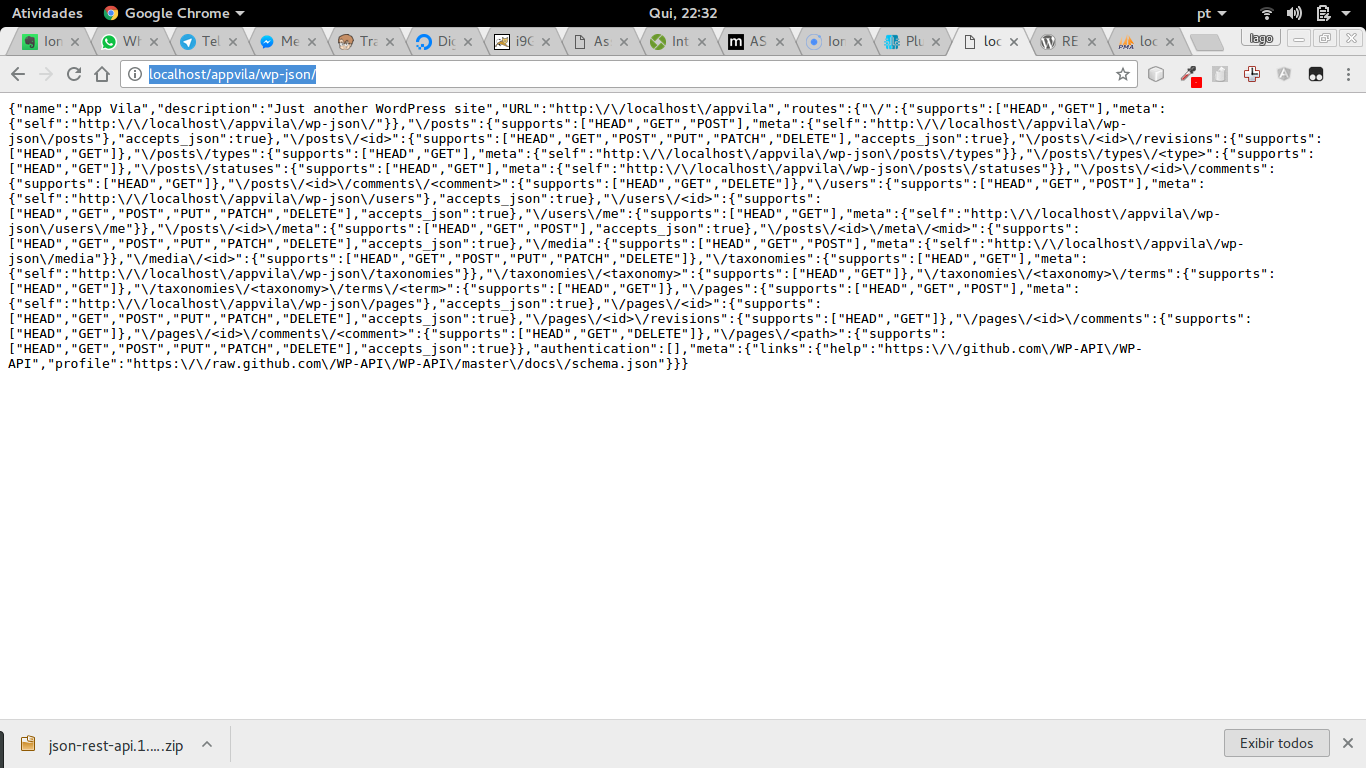 Atividades Google Chrome Qui, 22:32 pt
Ion Wh Tel Me Tra Dig i9C As Int AS Ion Plu loc RE loc Iago
localhost/appvila/wp-json/
{"name":"App Vila","description":"Just another WordPress site","URL":"http:\/\/localhost\/appvila","routes":{"\/":{"supports":["HEAD","GET"],"meta":
{"self":"http:\/\/localhost\/appvila\/wp-json\/"}},"\/posts":{"supports":["HEAD","GET","POST"],"meta":{"self":"http:\/\/localhost\/appvila\/wp-
json\/posts"},"accepts_json":true},"\/posts\/<id>":{"supports":["HEAD","GET","POST","PUT","PATCH","DELETE"],"accepts_json":true},"\/posts\/<id>\/revisions":{"supports":
["HEAD","GET"]},"\/posts\/types":{"supports":["HEAD","GET"],"meta":{"self":"http:\/\/localhost\/appvila\/wp-json\/posts\/types"}},"\/posts\/types\/<type>":{"supports":
["HEAD","GET"]},"\/posts\/statuses":{"supports":["HEAD","GET"],"meta":{"self":"http:\/\/localhost\/appvila\/wp-json\/posts\/statuses"}},"\/posts\/<id>\/comments":
{"supports":["HEAD","GET"]},"\/posts\/<id>\/comments\/<comment>":{"supports":["HEAD","GET","DELETE"]},"\/users":{"supports":["HEAD","GET","POST"],"meta":
{"self":"http:\/\/localhost\/appvila\/wp-json\/users"},"accepts_json":true},"\/users\/<id>":{"supports":
["HEAD","GET","POST","PUT","PATCH","DELETE"],"accepts_json":true},"\/users\/me":{"supports":["HEAD","GET"],"meta":{"self":"http:\/\/localhost\/appvila\/wp-
json\/users\/me"}},"\/posts\/<id>\/meta":{"supports":["HEAD","GET","POST"],"accepts_json":true},"\/posts\/<id>\/meta\/<mid>":{"supports":
["HEAD","GET","POST","PUT","PATCH","DELETE"],"accepts_json":true},"\/media":{"supports":["HEAD","GET","POST"],"meta":{"self":"http:\/\/localhost\/appvila\/wp-
json\/media"}},"\/media\/<id>":{"supports":["HEAD","GET","POST","PUT","PATCH","DELETE"]},"\/taxonomies":{"supports":["HEAD","GET"],"meta":
{"self":"http:\/\/localhost\/appvila\/wp-json\/taxonomies"}},"\/taxonomies\/<taxonomy>":{"supports":["HEAD","GET"]},"\/taxonomies\/<taxonomy>\/terms":{"supports":
["HEAD","GET"]},"\/taxonomies\/<taxonomy>\/terms\/<term>":{"supports":["HEAD","GET"]},"\/pages":{"supports":["HEAD","GET","POST"],"meta":
{"self":"http:\/\/localhost\/appvila\/wp-json\/pages"},"accepts_json":true},"\/pages\/<id>":{"supports":
["HEAD","GET","POST","PUT","PATCH","DELETE"],"accepts_json":true},"\/pages\/<id>\/revisions":{"supports":["HEAD","GET"]},"\/pages\/<id>\/comments":{"supports":
["HEAD","GET"]},"\/pages\/<id>\/comments\/<comment>":{"supports":["HEAD","GET","DELETE"]},"\/pages\/<path>":{"supports":
["HEAD","GET","POST","PUT","PATCH","DELETE"],"accepts_json":true}},"authentication":[],"meta":{"links":{"help":"https:\/\/github.com\/WP-API\/WP-
API","profile":"https:\/\/raw.github.com\/WP-API\/WP-API\/master\/docs\/schema.json"}}}
json-rest-api.1.....zip Exibir todos